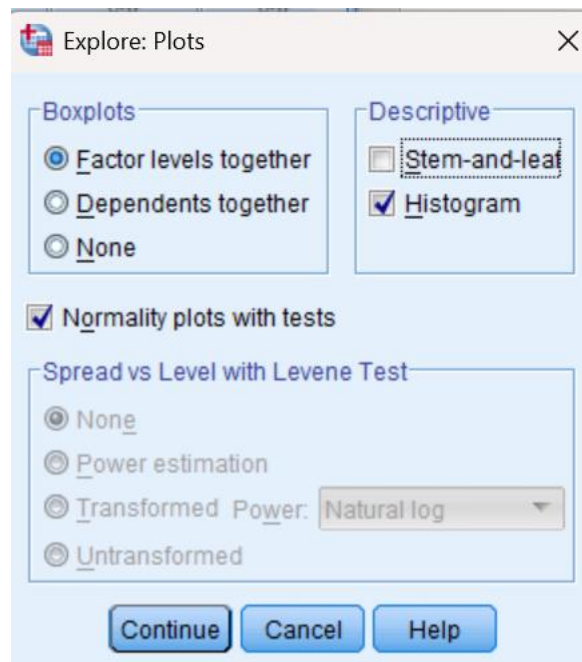 Explore: Plots
Boxplots
Factor levels together
Dependents together
None
Descriptive
Stem-and-leaf
Histogram
Normality plots with tests
Spread vs Level with Levene Test
None
Power estimation
Transformed Power: Natural log
Untransformed
Continue Cancel Help